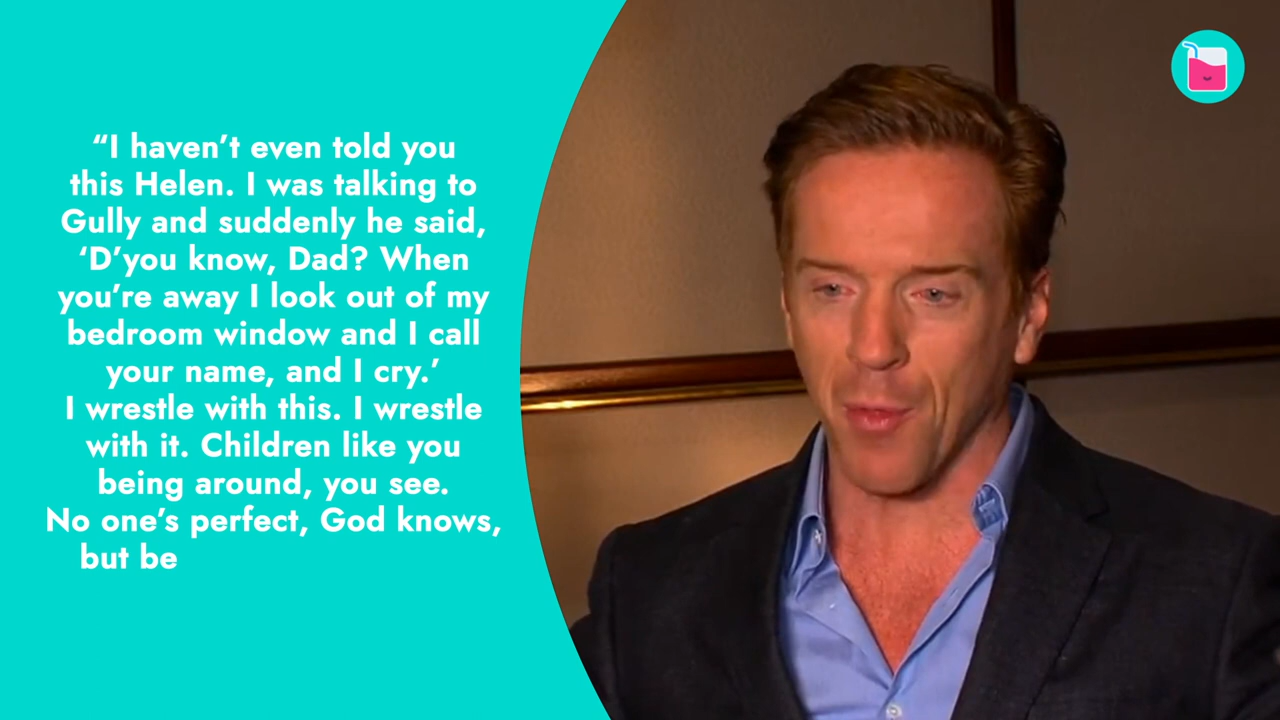 “I haven’t even told you
this Helen. I was talking to
Gully and suddenly he said,
‘D’you know, Dad? When
you’re away I look out of my
bedroom window and I call
your name, and I cry.’
I wrestle with this. I wrestle
with it. Children like you
being around, you see.
No one’s perfect, God knows,
but be